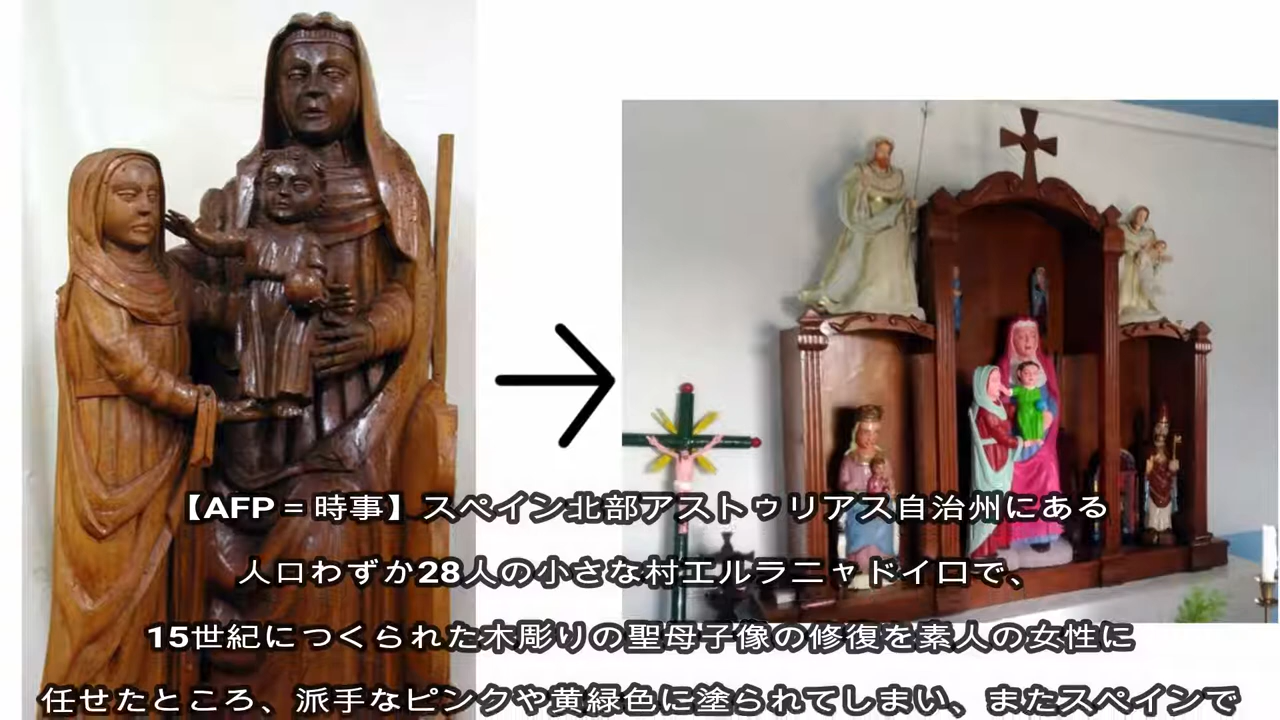 【AFP=時事】スペイン北部アストゥリアス自治州にある
人口わずか28人の小さな村エルラニャドイロで、
15世紀につくられた木彫りの聖母子像の修復を素人の女性に
任せたところ、派手なピンクや黄緑色に塗られてしまい、またスペインで